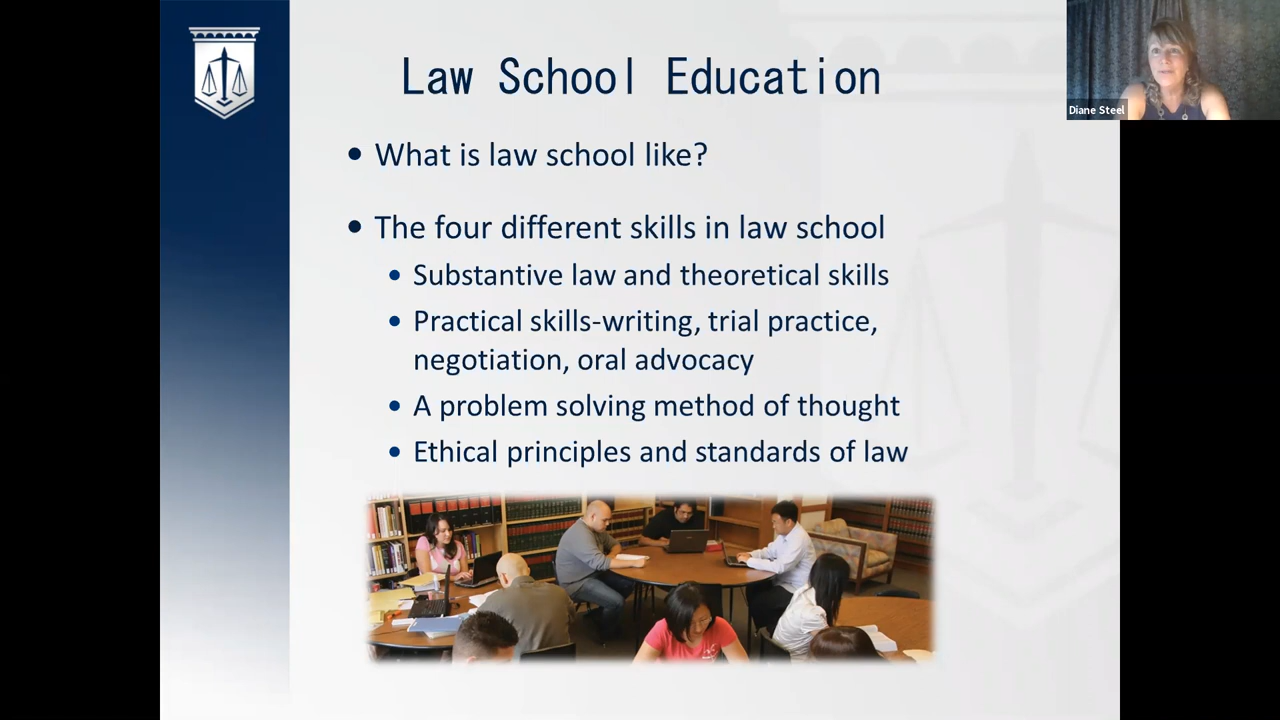 Law School Education
Diane Steel
• What is law school like?
• The four different skills in law school
• Substantive law and theoretical skills
• Practical skills-writing, trial practice,
negotiation, oral advocacy
• A problem solving method of thought
• Ethical principles and standards of law